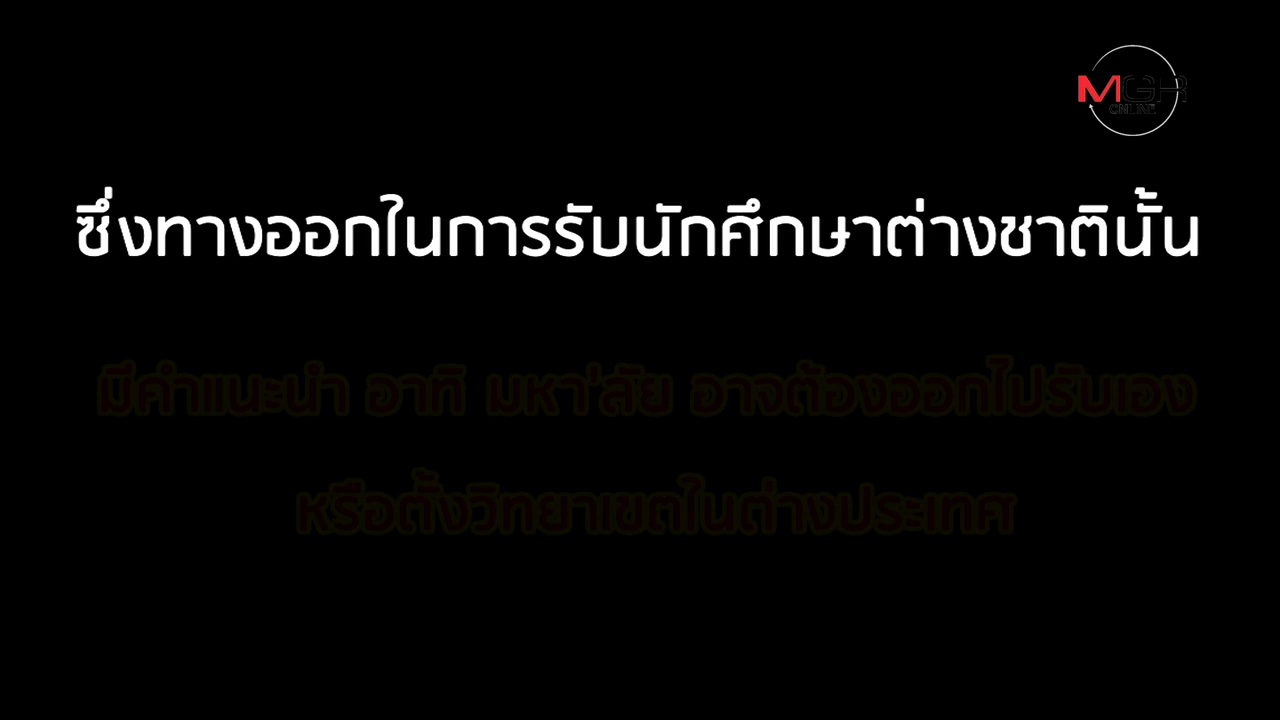 MGR
ONLINE
ซึ่งทางออกในการรับนักศึกษาต่างชาตินั้น
มีคำแนะนำ อาทิ มหา'ลัย อาจต้องออกไปรับเอง
หรือตั้งวิทยาเขตในต่างประเทศ